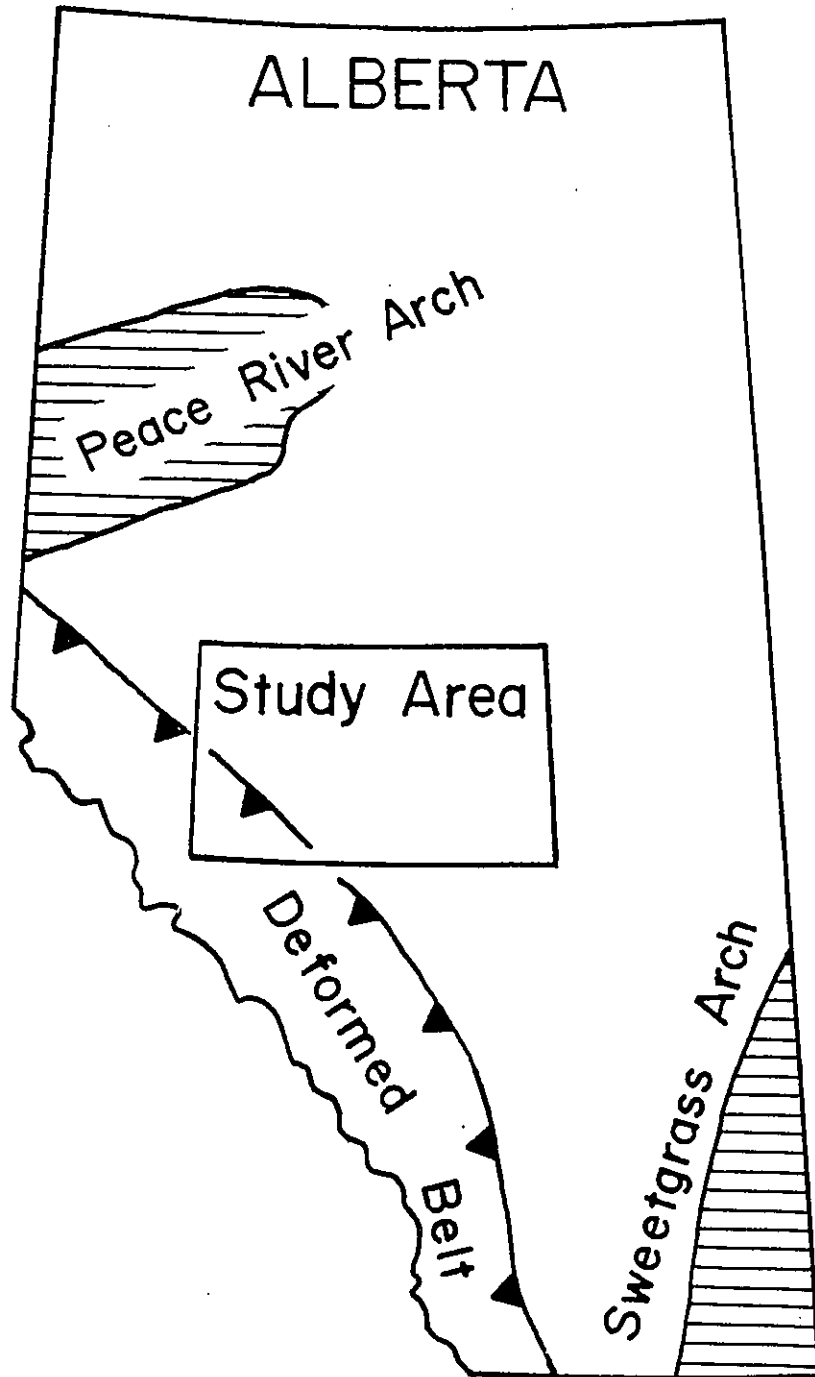 ALBERTA
Peace River Arch
Study Area
Deformed Belt
Sweetgrass Arch